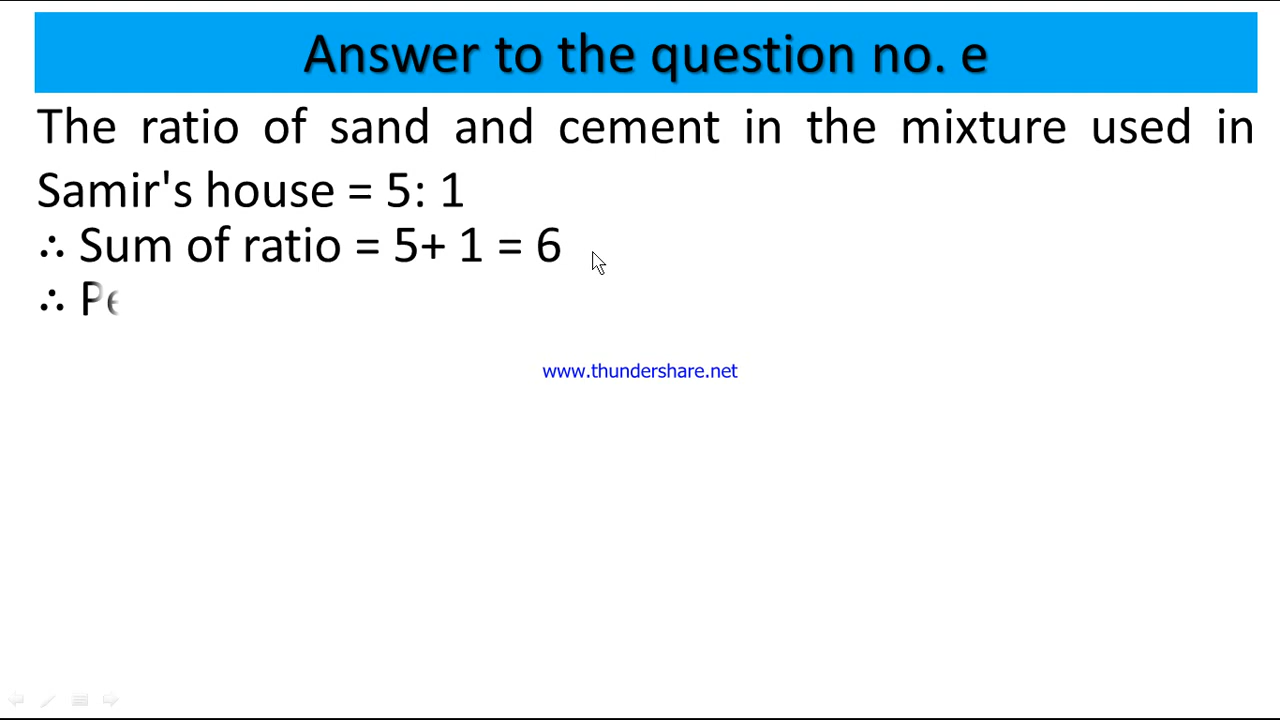 Answer to the question no. e
The ratio of sand and cement in the mixture used in
Samir's house = 5: 1
∴ Sum of ratio = 5+ 1 = 6
∴ Pe
www.thundershare.net